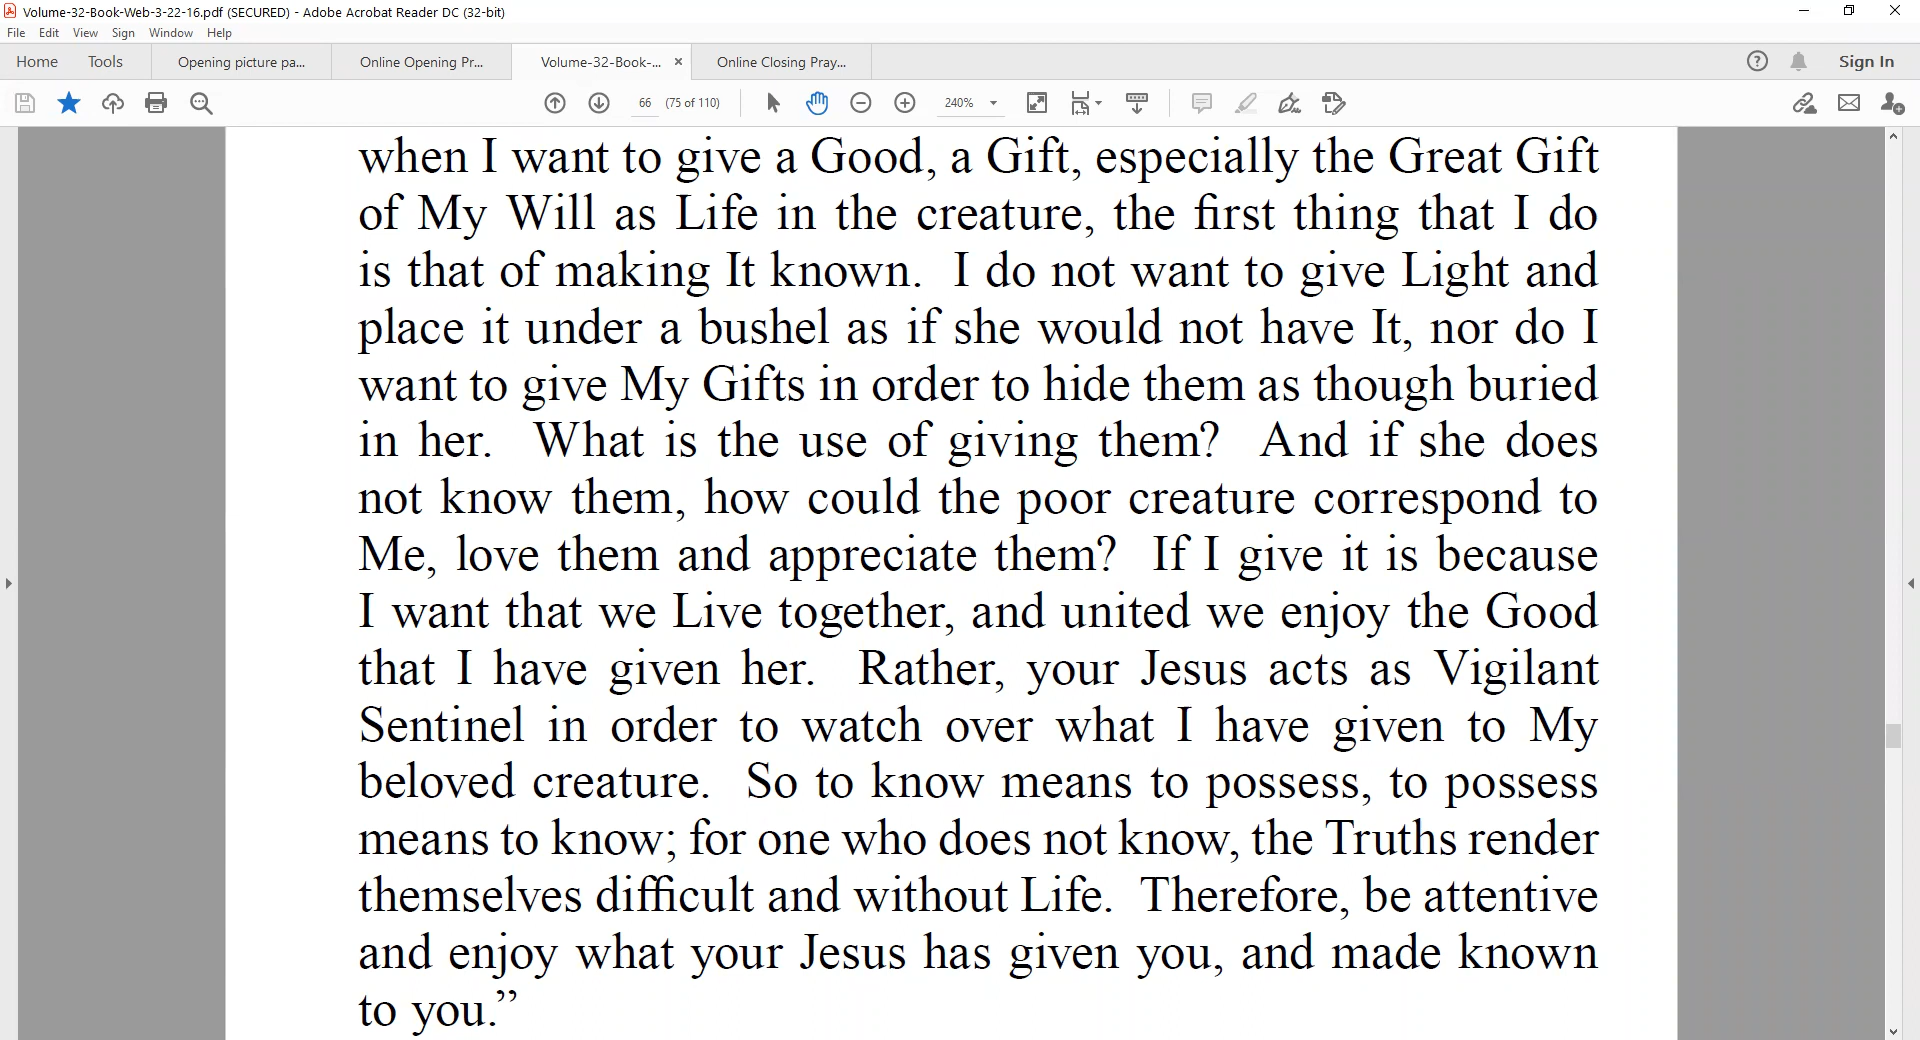 Volume-32-Book-Web-3-22-16.pdf (SECURED) - Adobe Acrobat Reader DC (32-bit)
File Edit View Sign Window Help
Home Tools Opening picture pa... Online Opening Pr... Volume-32-Book-... × Online Closing Pray... Sign In
66 (75 of 110) 240%
when I want to give a Good, a Gift, especially the Great Gift
of My Will as Life in the creature, the first thing that I do
is that of making It known.  I do not want to give Light and
place it under a bushel as if she would not have It, nor do I
want to give My Gifts in order to hide them as though buried
in her.  What is the use of giving them?  And if she does
not know them, how could the poor creature correspond to
Me, love them and appreciate them?  If I give it is because
I want that we Live together, and united we enjoy the Good
that I have given her.  Rather, your Jesus acts as Vigilant
Sentinel in order to watch over what I have given to My
beloved creature.  So to know means to possess, to possess
means to know; for one who does not know, the Truths render
themselves difficult and without Life.  Therefore, be attentive
and enjoy what your Jesus has given you, and made known
to you.”